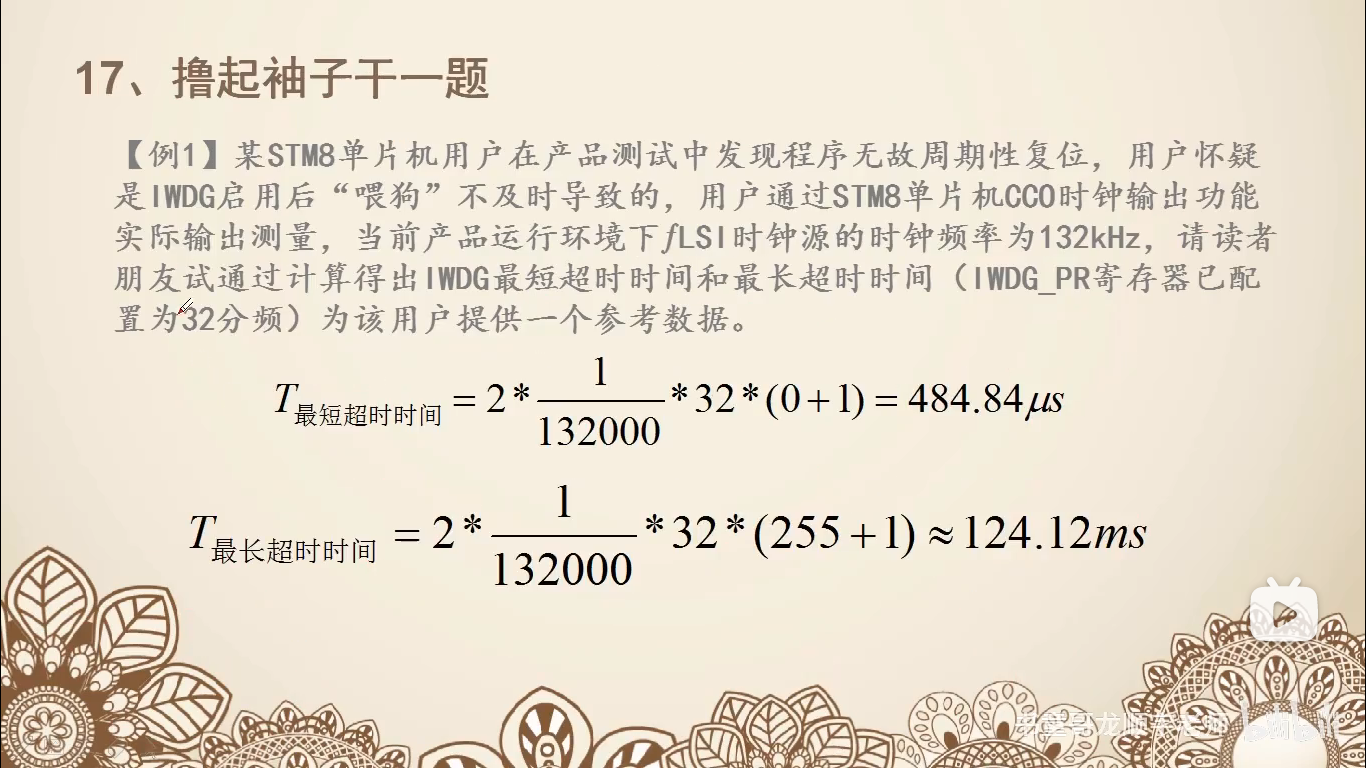 17、撸起袖子干一题
【例1】某STM8单片机用户在产品测试中发现程序无故周期性复位，用户怀疑
是IWDG启用后“喂狗”不及时导致的，用户通过STM8单片机CCO时钟输出功能
实际输出测量，当前产品运行环境下fLSI时钟源的时钟频率为132kHz，请读者
朋友试通过计算得出IWDG最短超时时间和最长超时时间（IWDG_PR寄存器已配
置为32分频）为该用户提供一个参考数据。
T最短超时时间 = 2*1/132000*32*(0+1) = 484.84μs
T最长超时时间 = 2*1/132000*32*(255+1)≈124.12ms
bilibili